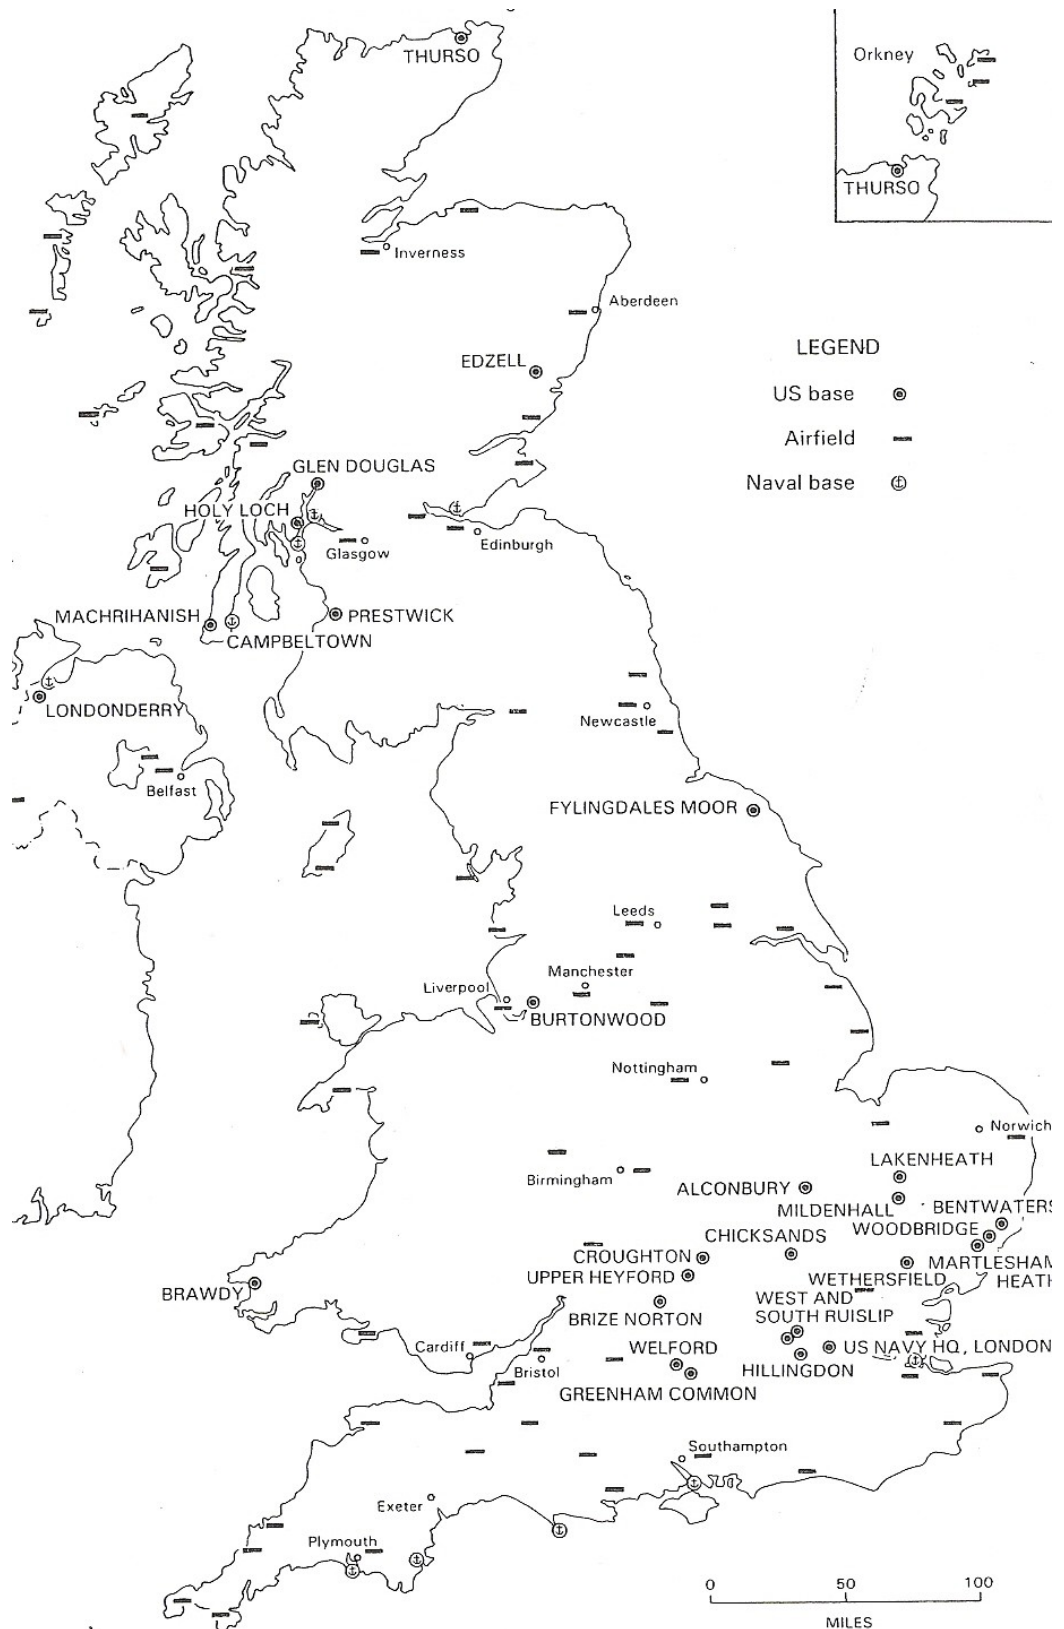 THURSO
Orkney
THURSO
Inverness
Aberdeen
LEGEND
US base
Airfield
Naval base
EDZELL
GLEN DOUGLAS
HOLY LOCH
Glasgow
Edinburgh
MACHRIHANISH
PRESTWICK
CAMPBELTOWN
LONDONDERRY
Newcastle
Belfast
FYLINGDALES MOOR
Leeds
Manchester
Liverpool
BURTONWOOD
Nottingham
Norwich
Birmingham
LAKENHEATH
ALCONBURY
MILDENHALL
BENTWATERS
CHICKSANDS
WOODBRIDGE
CROUGHTON
MARTLESHAM
HEATH
UPPER HEYFORD
WETHERSFIELD
BRAWDY
BRIZE NORTON
WEST AND
SOUTH RUISLIP
Cardiff
Bristol
WELFORD
US NAVY HQ, LONDON
HILLINGDON
GREENHAM COMMON
Southampton
Exeter
Plymouth
0 50 100
MILES